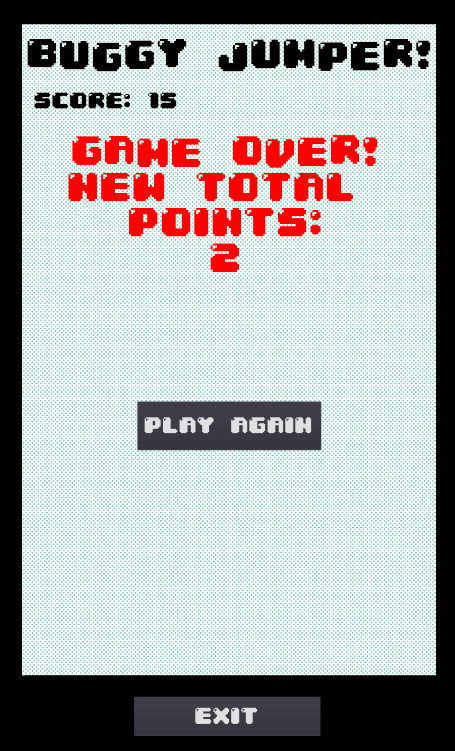 BUGGY JUMPER!
SCORE: 15
GAME OVER!
NEW TOTAL
POINTS:
2
PLAY AGAIN
EXIT